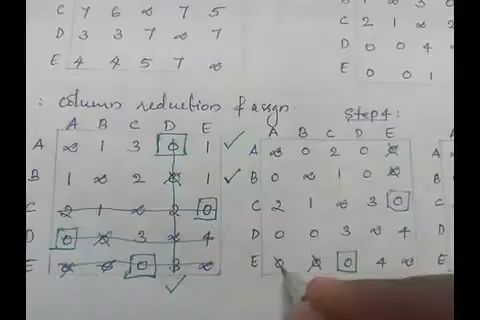 C 7 6 ∞ 7 5
D 3 3 7 ∞ 7
E 4 4 5 7 ∞
B 1 ∞ 3 0
C 2 1 ∞ 2
D 0 0 4
E 0 0 1
: Column reduction & assign.
Step 4:
A B C D E
A ∞ 1 3 0 1 ✓
B 1 ∞ 2 0 1 ✓
C 2 1 ∞ 2 0
D 0 0 3 ∞ 4
E 0 0 0 3 ∞
✓
A B C D E
A ∞ 0 2 0 0
B 0 ∞ 1 0 0
C 2 1 ∞ 3 0
D 0 0 3 ∞ 4
E 0 0 0 4 ∞
A
B
C
D
E